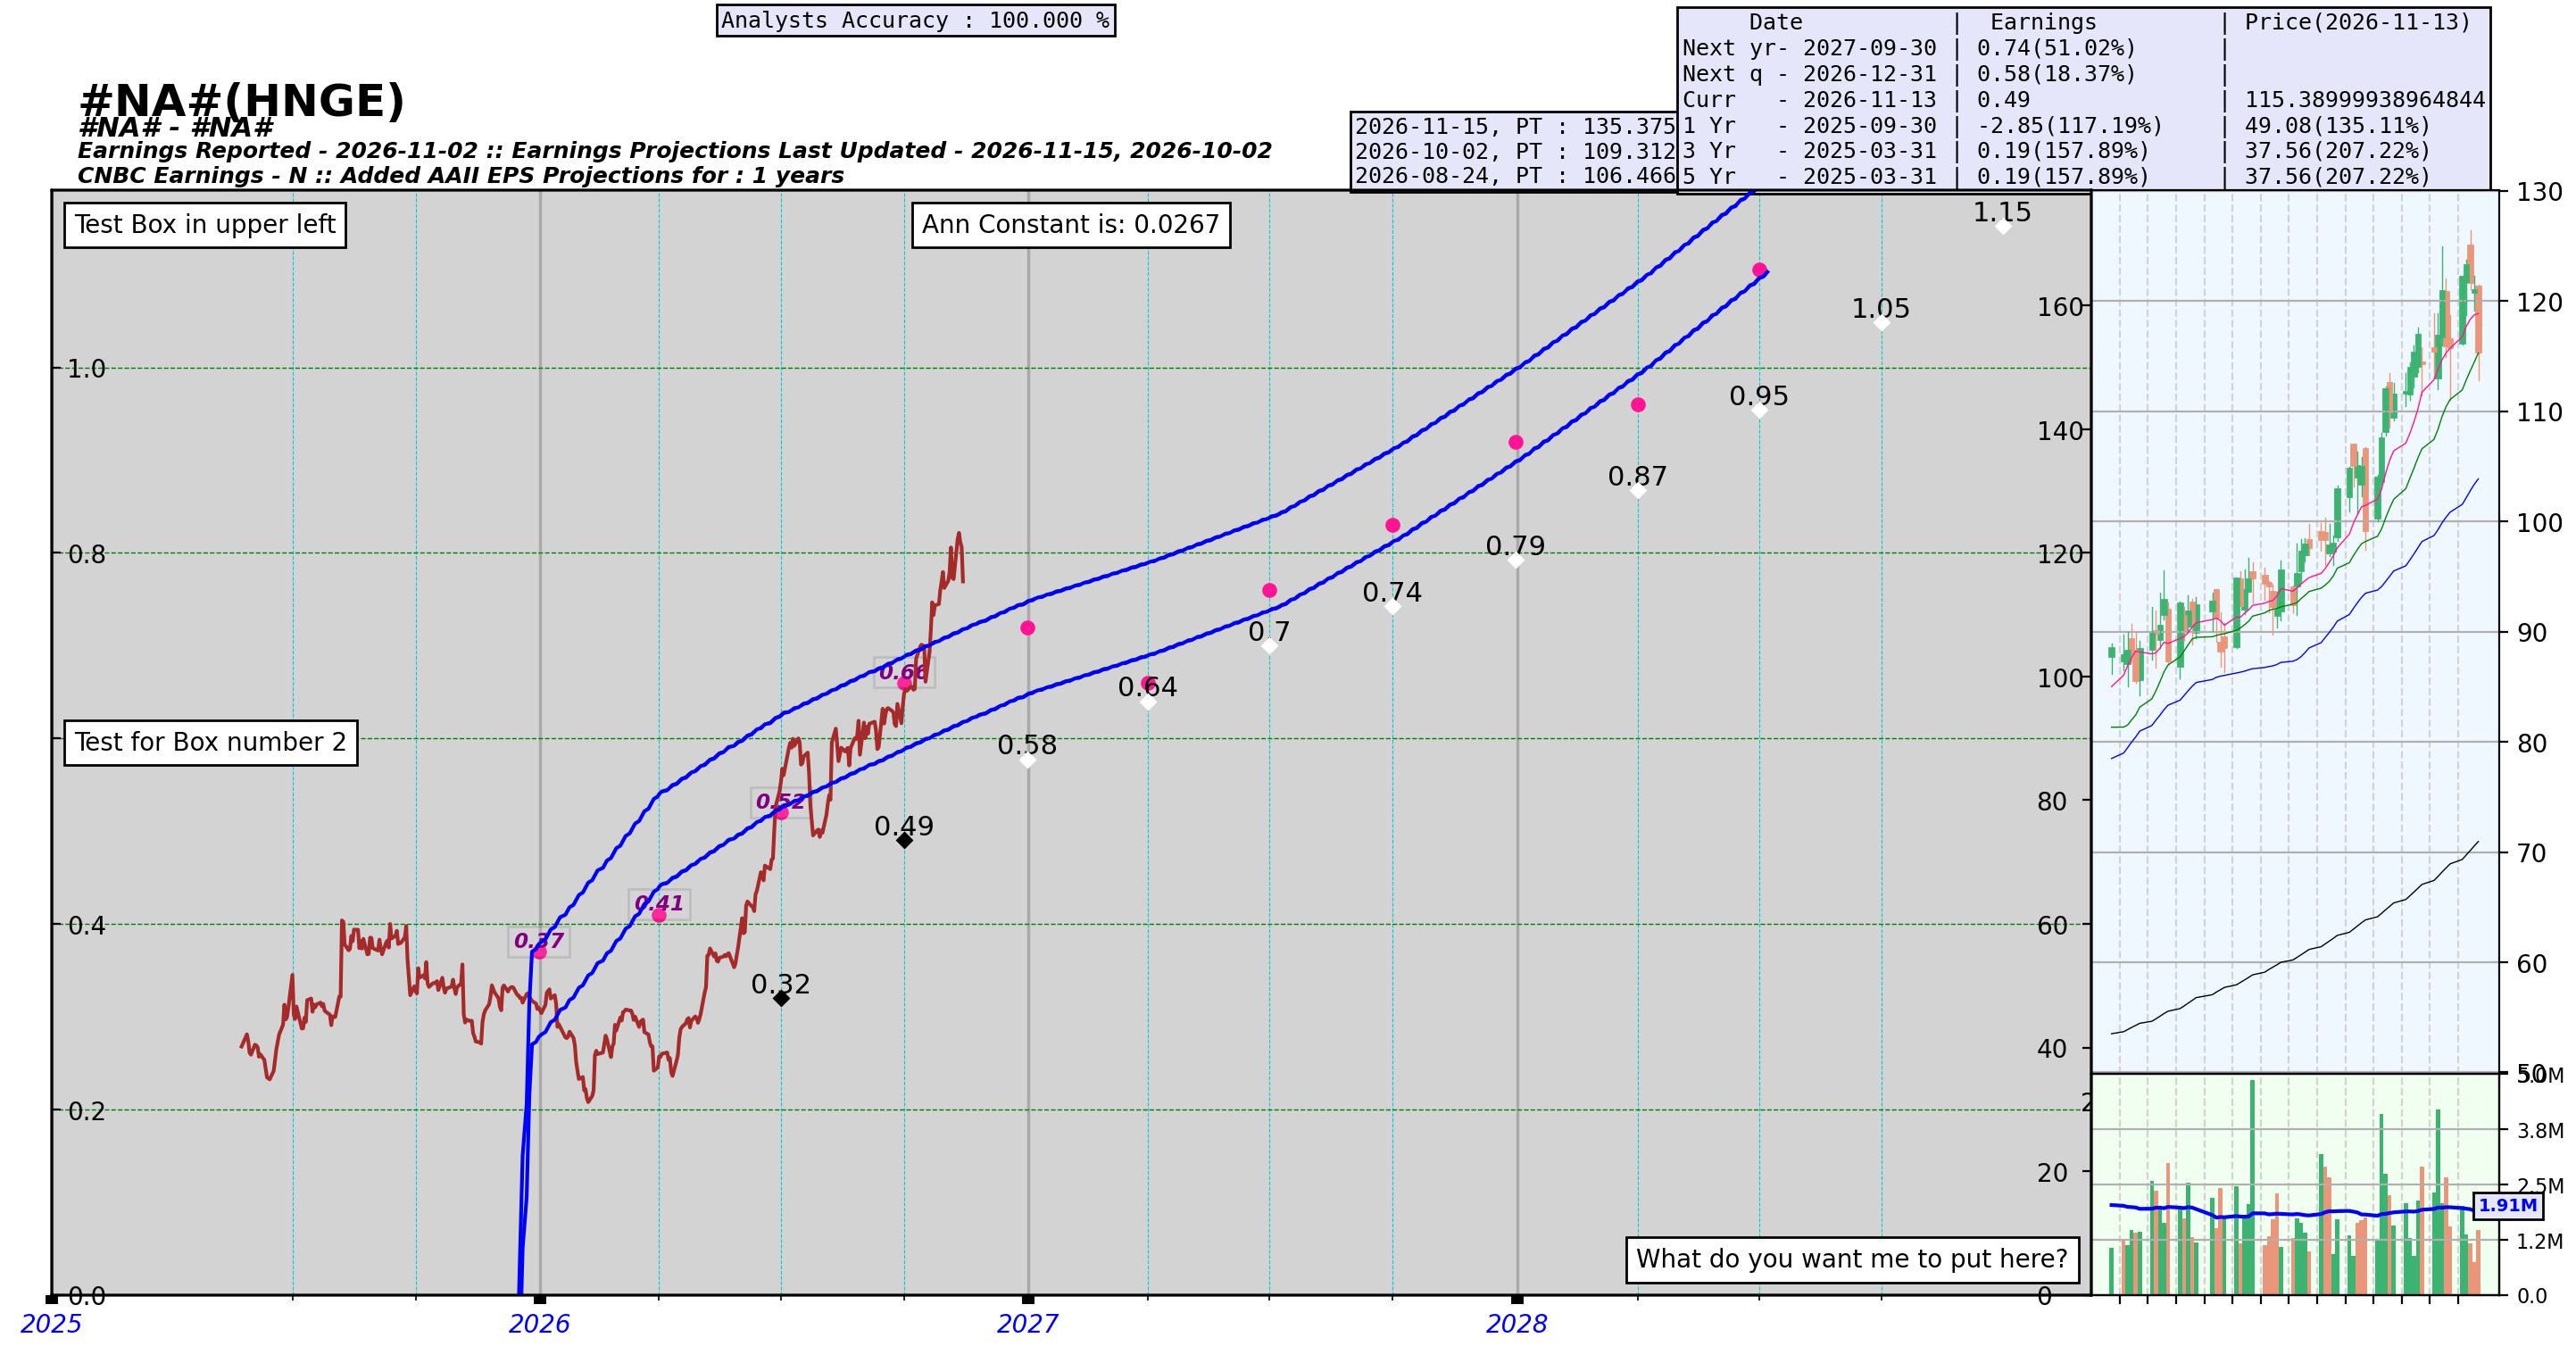 Analysts Accuracy : 100.000 %
Date | Earnings | Price(2026-11-13)
Next yr- 2027-09-30 | 0.74(51.02%) |
Next q - 2026-12-31 | 0.58(18.37%) |
Curr - 2026-11-13 | 0.49 | 115.38999938964844
1 Yr - 2025-09-30 | -2.85(117.19%) | 49.08(135.11%)
3 Yr - 2025-03-31 | 0.19(157.89%) | 37.56(207.22%)
5 Yr - 2025-03-31 | 0.19(157.89%) | 37.56(207.22%)
#NA#(HNGE)
#NA# - #NA#
Earnings Reported - 2026-11-02 :: Earnings Projections Last Updated - 2026-11-15, 2026-10-02
CNBC Earnings - N :: Added AAII EPS Projections for : 1 years
2026-11-15, PT : 135.375
2026-10-02, PT : 109.312
2026-08-24, PT : 106.466
Test Box in upper left
Ann Constant is: 0.0267
Test for Box number 2
What do you want me to put here?
1.15
1.05
0.95
0.87
0.79
0.74
0.7
0.64
0.58
0.49
0.32
0.66
0.52
0.41
0.37
1.0
0.8
0.4
0.2
0.0
160
140
120
100
80
60
40
2
20
0
130
120
110
100
90
80
70
60
50
5.0M
3.8M
2.5M
1.91M
1.2M
0.0
2025
2026
2027
2028